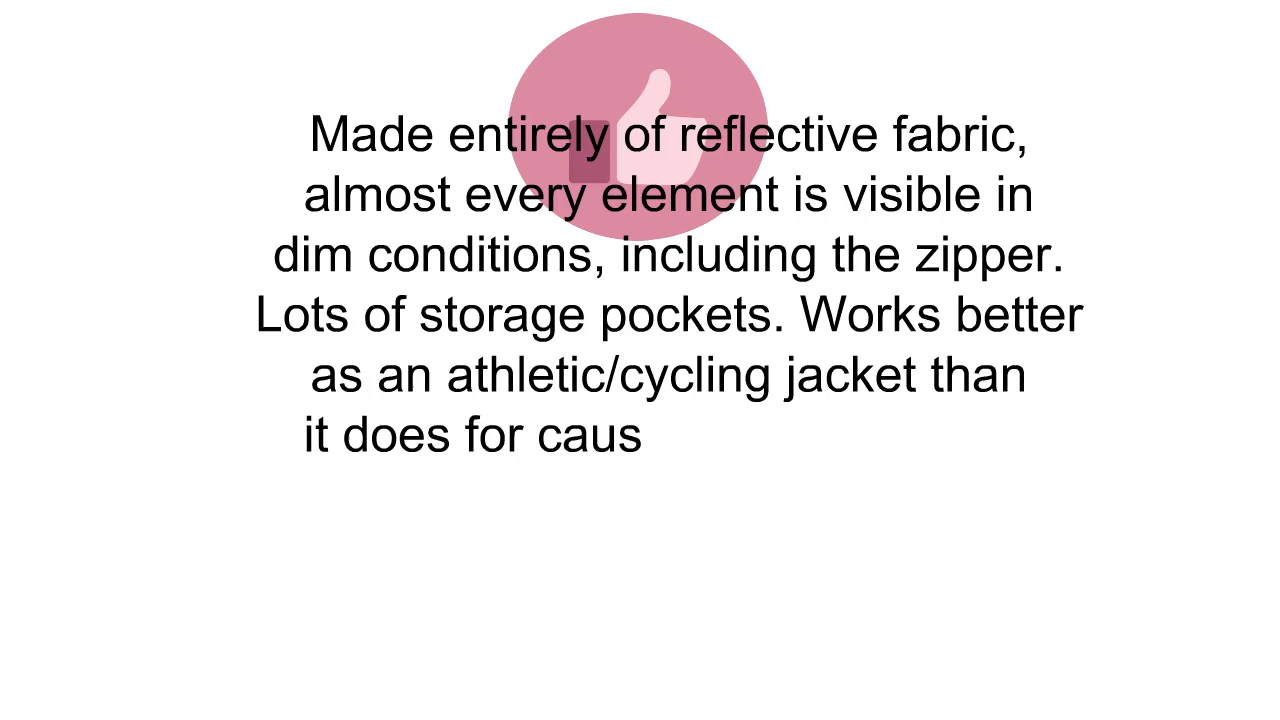 Made entirely of reflective fabric,
almost every element is visible in
dim conditions, including the zipper.
Lots of storage pockets. Works better
as an athletic/cycling jacket than
it does for caus